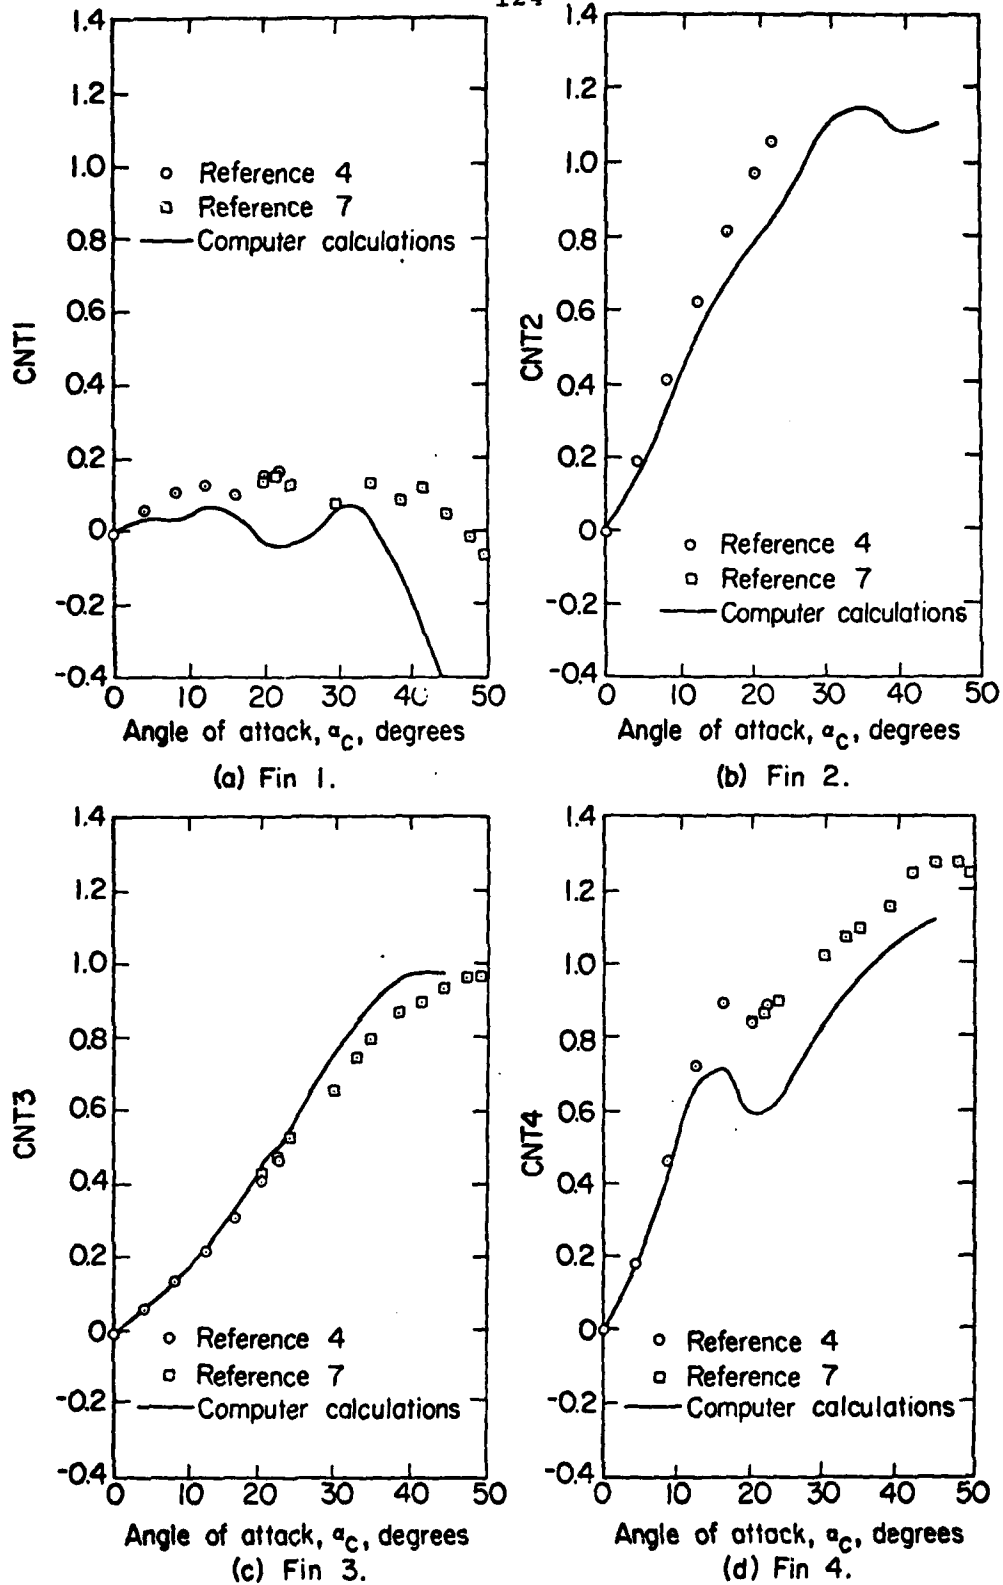 124
1.4
1.2
1.0
0.8
0.6
0.4
0.2
0
-0.2
-0.4
CNT1
Reference 4
Reference 7
Computer calculations
0 10 20 30 40 50
Angle of attack, αc, degrees
(a) Fin 1.
1.4
1.2
1.0
0.8
0.6
0.4
0.2
0
-0.2
-0.4
CNT2
Reference 4
Reference 7
Computer calculations
0 10 20 30 40 50
Angle of attack, αc, degrees
(b) Fin 2.
1.4
1.2
1.0
0.8
0.6
0.4
0.2
0
-0.2
-0.4
CNT3
Reference 4
Reference 7
Computer calculations
0 10 20 30 40 50
Angle of attack, αc, degrees
(c) Fin 3.
1.4
1.2
1.0
0.8
0.6
0.4
0.2
0
-0.2
-0.4
CNT4
Reference 4
Reference 7
Computer calculations
0 10 20 30 40 50
Angle of attack, αc, degrees
(d) Fin 4.